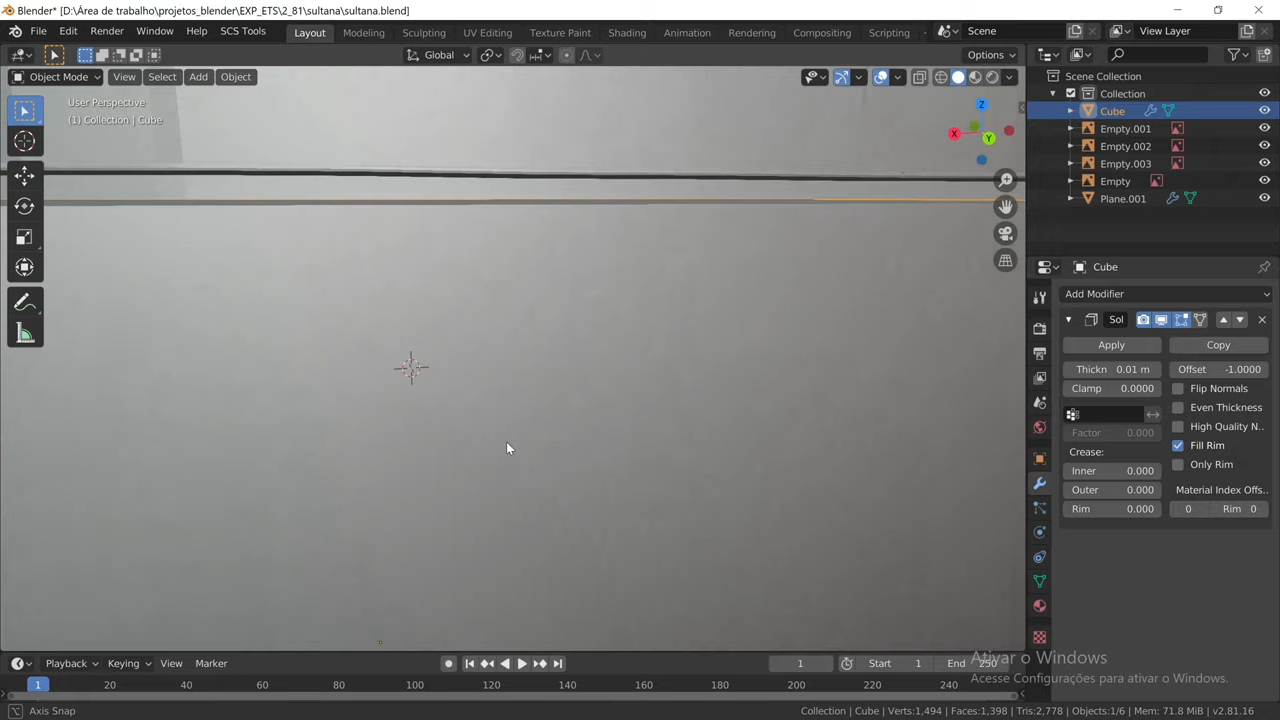 Blender* [D:\Área de trabalho\projetos_blender\EXP_ETS\2_81\sultana\sultana.blend]
File Edit Render Window Help SCS Tools Layout Modeling Sculpting UV Editing Texture Paint Shading Animation Rendering Compositing Scripting Scene View Layer
Global Options
Object Mode View Select Add Object
Scene Collection
Collection
Cube
Empty.001
Empty.002
Empty.003
Empty
Plane.001
User Perspective
(1) Collection | Cube
Z
X
Y
Cube
Add Modifier
Sol
Apply Copy
Thickn 0.01 m Offset -1.0000
Clamp 0.0000 Flip Normals
Even Thickness
Factor 0.000 High Quality N..
Crease: Fill Rim
Inner 0.000 Only Rim
Outer 0.000 Material Index Offs..
Rim 0.000 0 Rim 0
Ativar o Windows
Acesse Configurações para ativar o Windows.
Playback Keying View Marker 1 Start 1 End 250
1 20 40 60 80 100 120 140 160 180 200 220 240
Axis Snap Collection | Cube | Verts:1,494 | Faces:1,398 | Tris:2,778 | Objects:1/6 | Mem: 71.8 MiB | v2.81.16